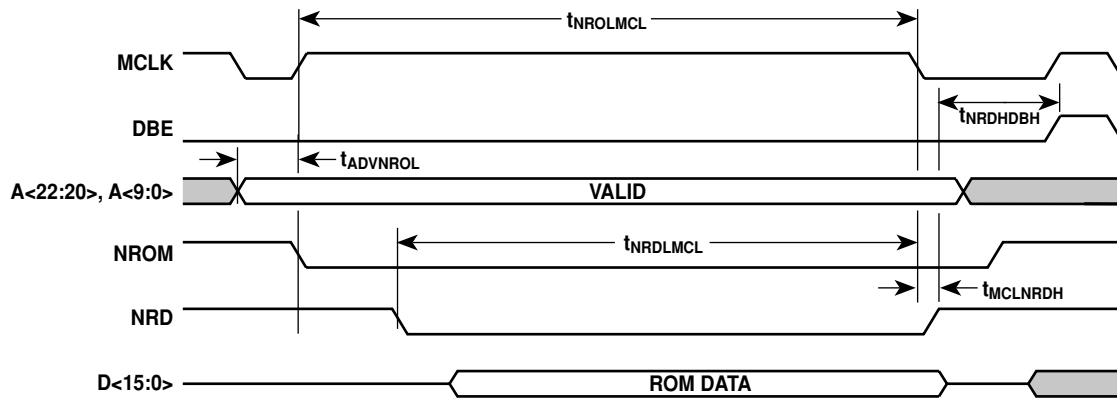 tNROLMCL
MCLK
tNRDHDBH
DBE
tADVNROL
A<22:20>, A<9:0>
VALID
tNRDLMCL
NROM
tMCLNRDH
NRD
D<15:0>
ROM DATA